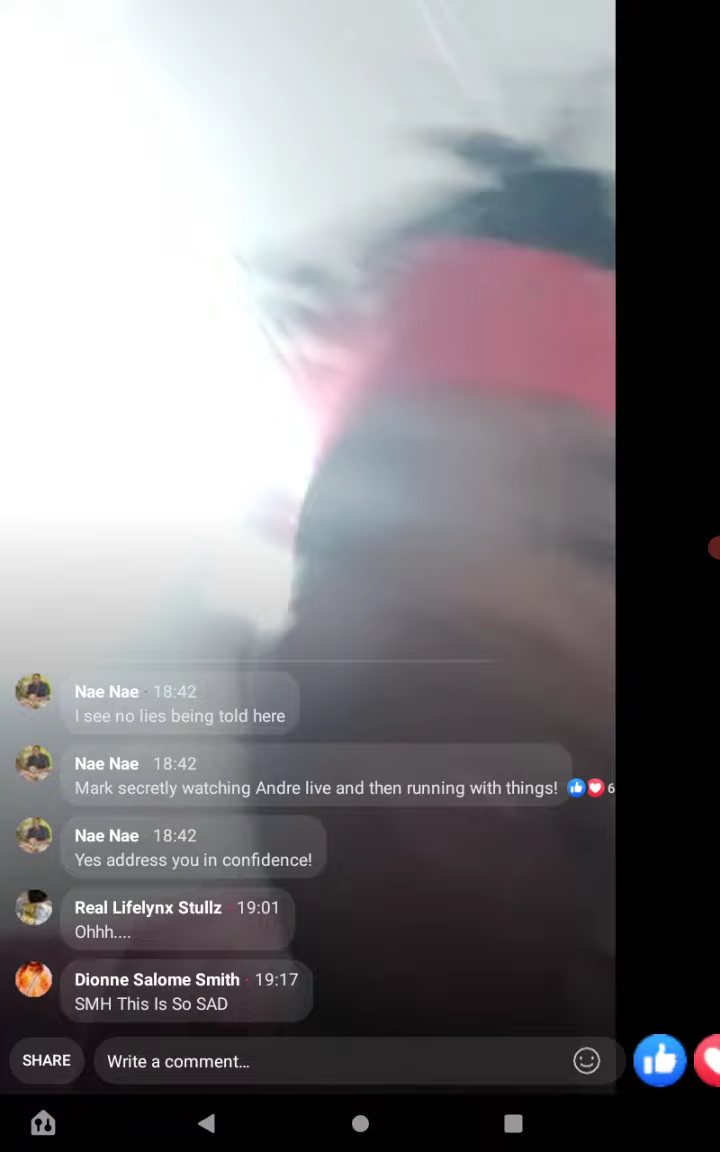 Nae Nae · 18:42
I see no lies being told here
Nae Nae 18:42
Mark secretly watching Andre live and then running with things! 6
Nae Nae 18:42
Yes address you in confidence!
Real Lifelynx Stullz · 19:01
Ohhh....
Dionne Salome Smith · 19:17
SMH This Is So SAD
SHARE Write a comment...